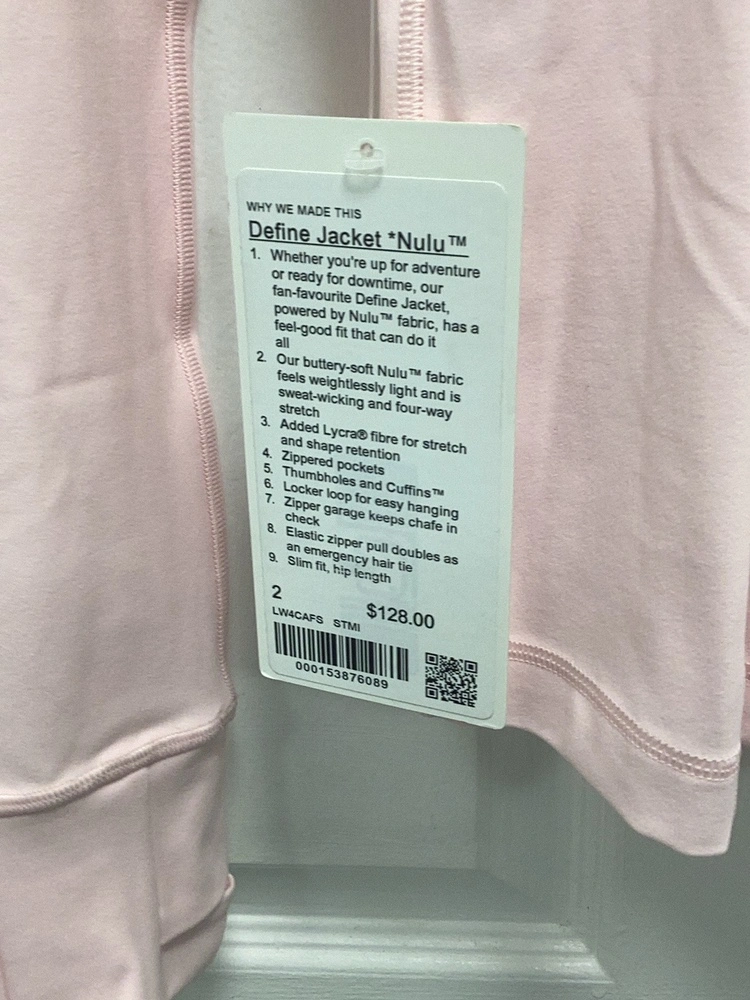 WHY WE MADE THIS
Define Jacket *Nulu™
1. Whether you're up for adventure
or ready for downtime, our
fan-favourite Define Jacket,
powered by Nulu™ fabric, has a
feel-good fit that can do it
all
2. Our buttery-soft Nulu™ fabric
feels weightlessly light and is
sweat-wicking and four-way
stretch
3. Added Lycra® fibre for stretch
and shape retention
4. Zippered pockets
5. Thumbholes and Cuffins™
6. Locker loop for easy hanging
7. Zipper garage keeps chafe in
check
8. Elastic zipper pull doubles as
an emergency hair tie
9. Slim fit, hip length
2 $128.00
LW4CAFS STMI
000153876089